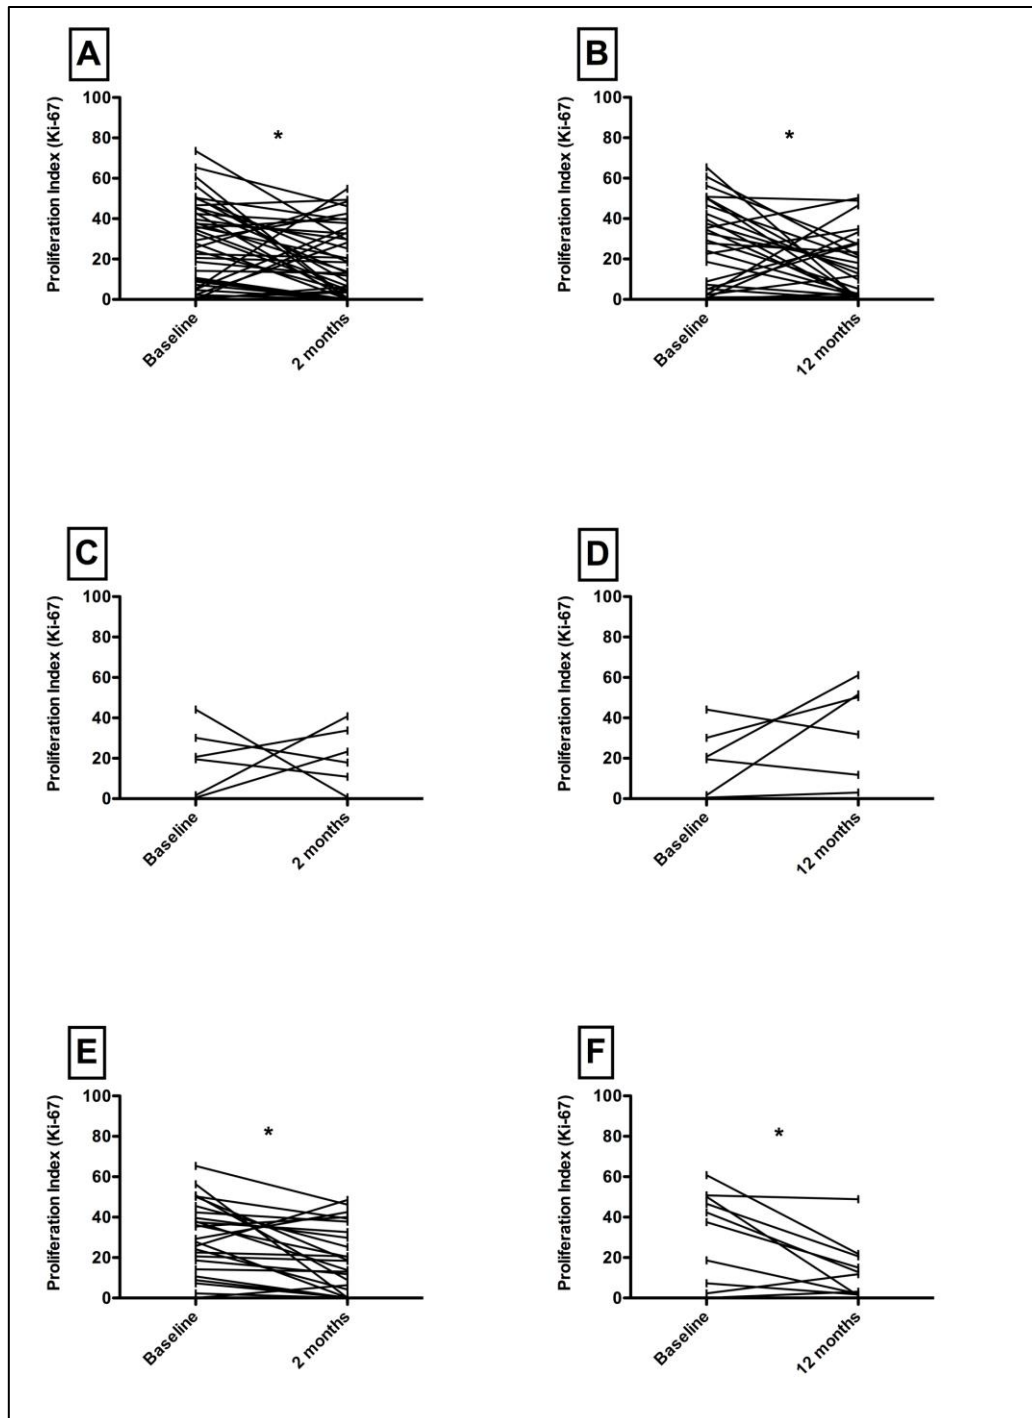 A
Proliferation Index (Ki-67)
100
80
60
40
20
0
*
Baseline
2 months
B
Proliferation Index (Ki-67)
100
80
60
40
20
0
*
Baseline
12 months
C
Proliferation Index (Ki-67)
100
80
60
40
20
0
Baseline
2 months
D
Proliferation Index (Ki-67)
100
80
60
40
20
0
Baseline
12 months
E
Proliferation Index (Ki-67)
100
80
60
40
20
0
*
Baseline
2 months
F
Proliferation Index (Ki-67)
100
80
60
40
20
0
*
Baseline
12 months